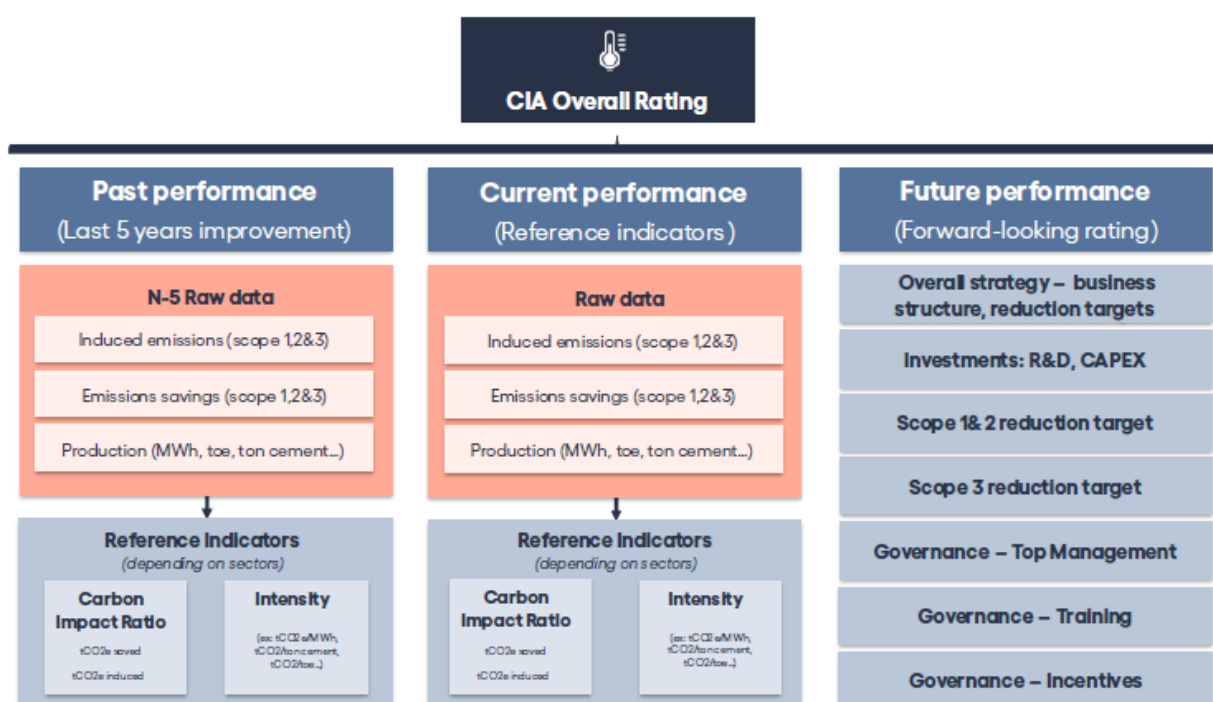 CIA Overall Rating
Past performance
(Last 5 years improvement)
N-5 Raw data
Induced emissions (scope 1,2&3)
Emissions savings (scope 1,2&3)
Production (MWh, toe, ton cement...)
Reference Indicators
(depending on sectors)
Carbon
Impact Ratio
tCO2e saved
tCO2e induced
Intensity
(ex: tCO2e/MWh,
tCO2/ton cement,
tCO2/toe...)
Current performance
(Reference indicators)
Raw data
Induced emissions (scope 1,2&3)
Emissions savings (scope 1,2&3)
Production (MWh, toe, ton cement...)
Reference Indicators
(depending on sectors)
Carbon
Impact Ratio
tCO2e saved
tCO2e induced
Intensity
(ex: tCO2e/MWh,
tCO2/ton cement,
tCO2/toe...)
Future performance
(Forward-looking rating)
Overall strategy – business
structure, reduction targets
Investments: R&D, CAPEX
Scope 1& 2 reduction target
Scope 3 reduction target
Governance – Top Management
Governance – Training
Governance – Incentives